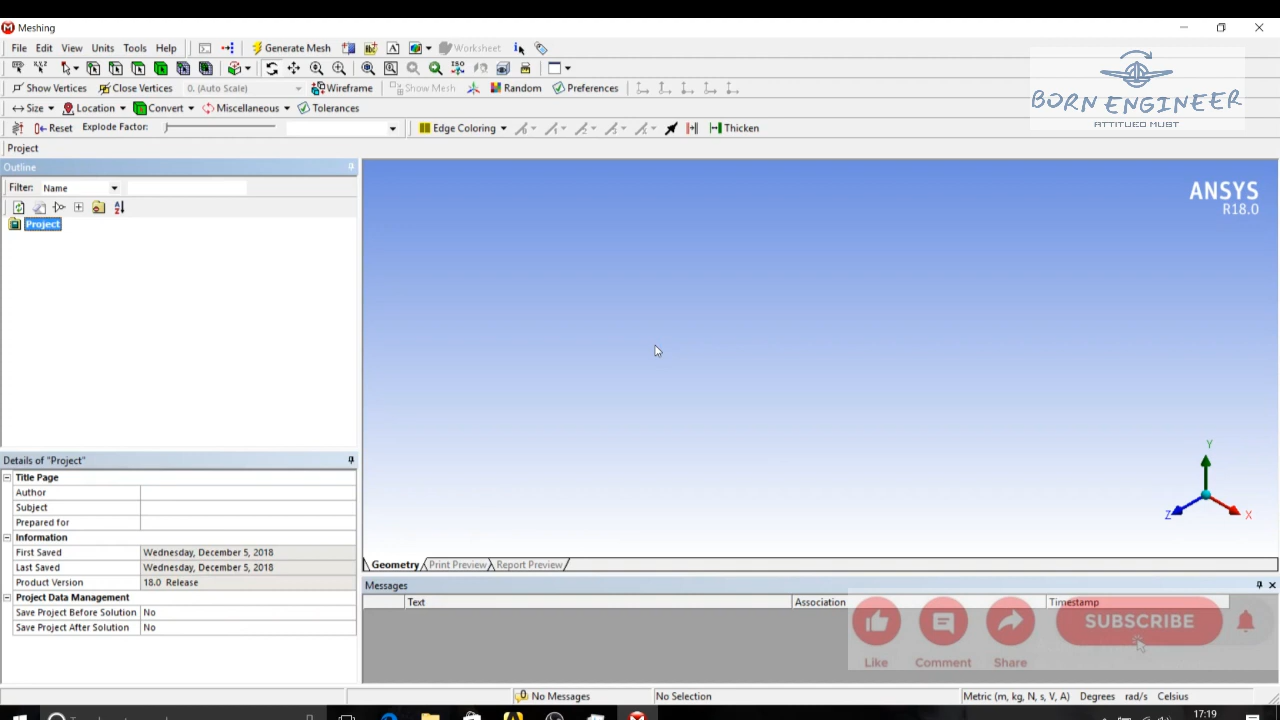 Meshing
File Edit View Units Tools Help Generate Mesh A Worksheet
ISO
Show Vertices Close Vertices 0. (Auto Scale) Wireframe Show Mesh Random Preferences
Size Location Convert Miscellaneous Tolerances
Reset Explode Factor: Edge Coloring Thicken
Project
Outline
Filter: Name
Project
Details of "Project"
Title Page
Author
Subject
Prepared for
Information
First Saved Wednesday, December 5, 2018
Last Saved Wednesday, December 5, 2018
Product Version 18.0 Release
Project Data Management
Save Project Before Solution No
Save Project After Solution No
BORN ENGINEER
ATTITUED MUST
ANSYS
R18.0
Y
Z X
Geometry Print Preview Report Preview
Messages
Text Association Timestamp
SUBSCRIBE
Like Comment Share
0 No Messages No Selection Metric (m, kg, N, s, V, A) Degrees rad/s Celsius
17:19